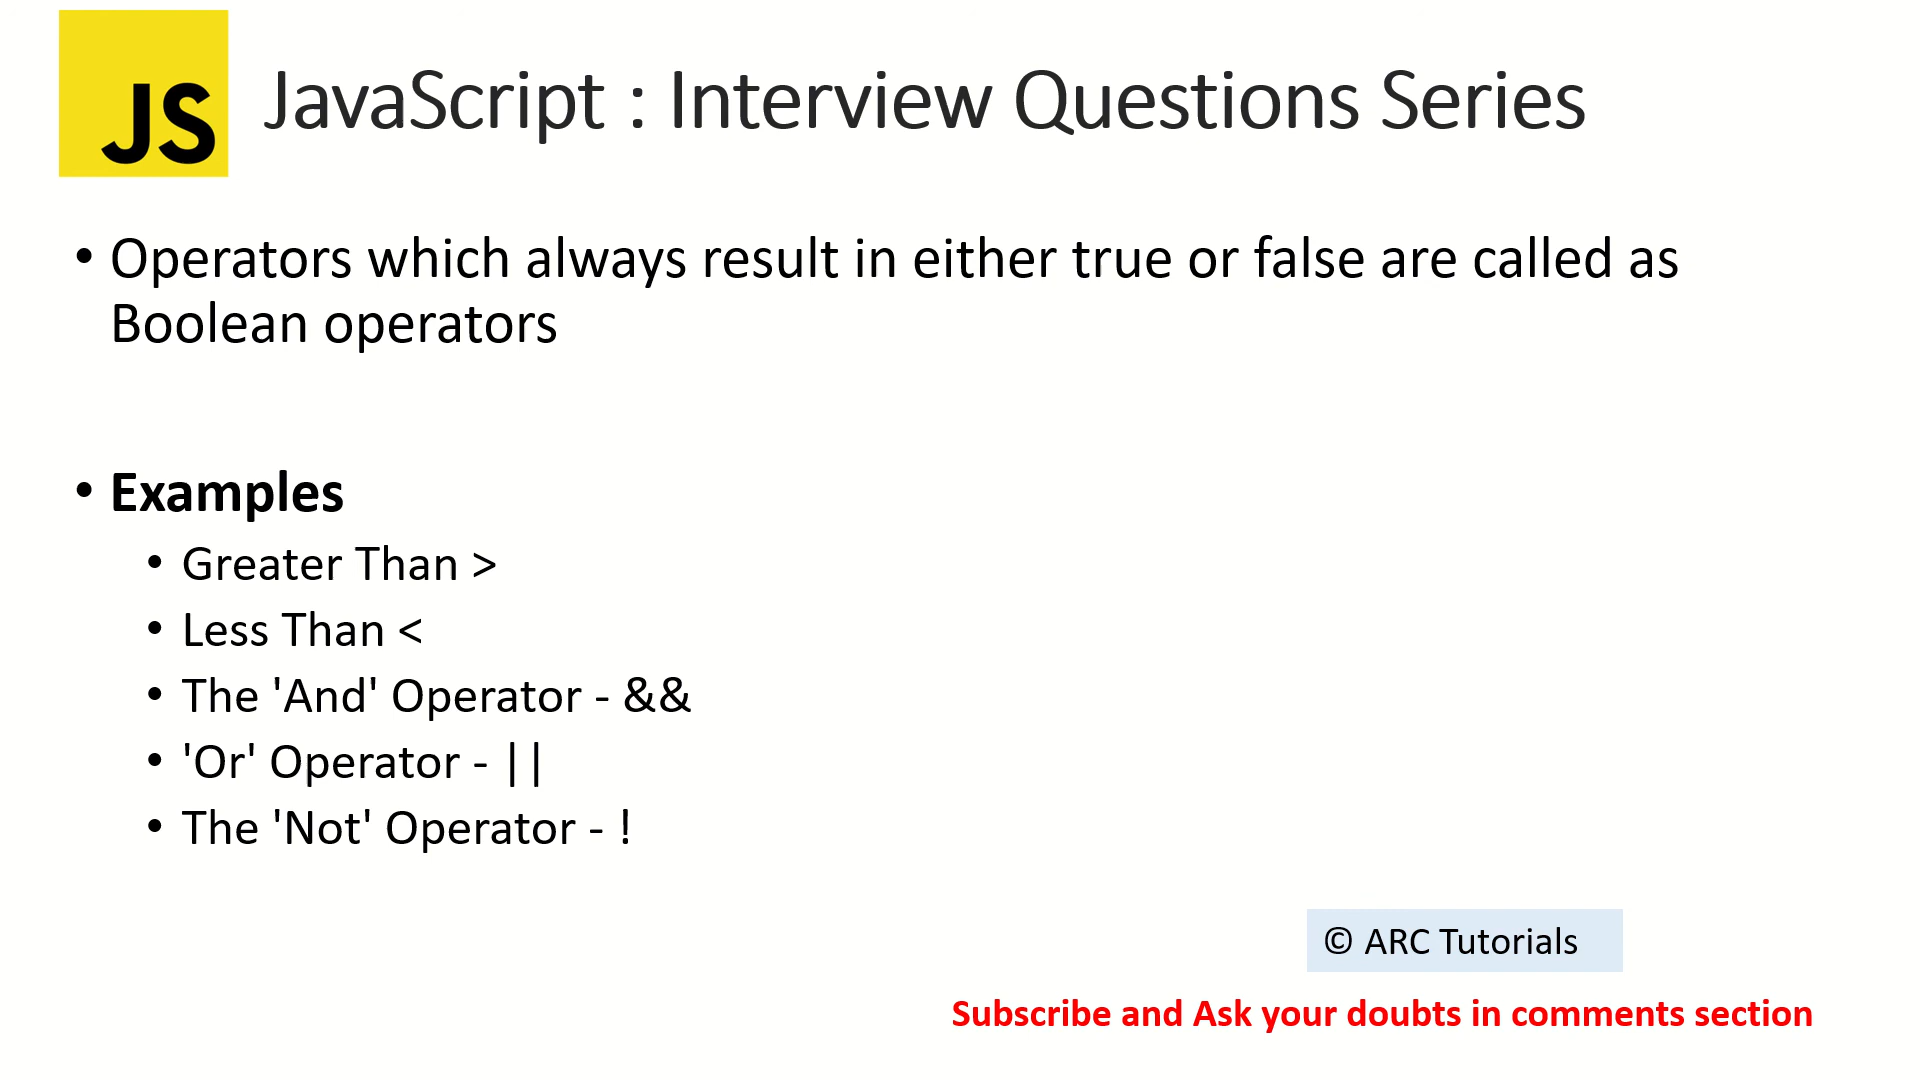 JS
JavaScript : Interview Questions Series
• Operators which always result in either true or false are called as
Boolean operators
• Examples
• Greater Than >
• Less Than <
• The 'And' Operator - &&
• 'Or' Operator - ||
• The 'Not' Operator - !
© ARC Tutorials
Subscribe and Ask your doubts in comments section